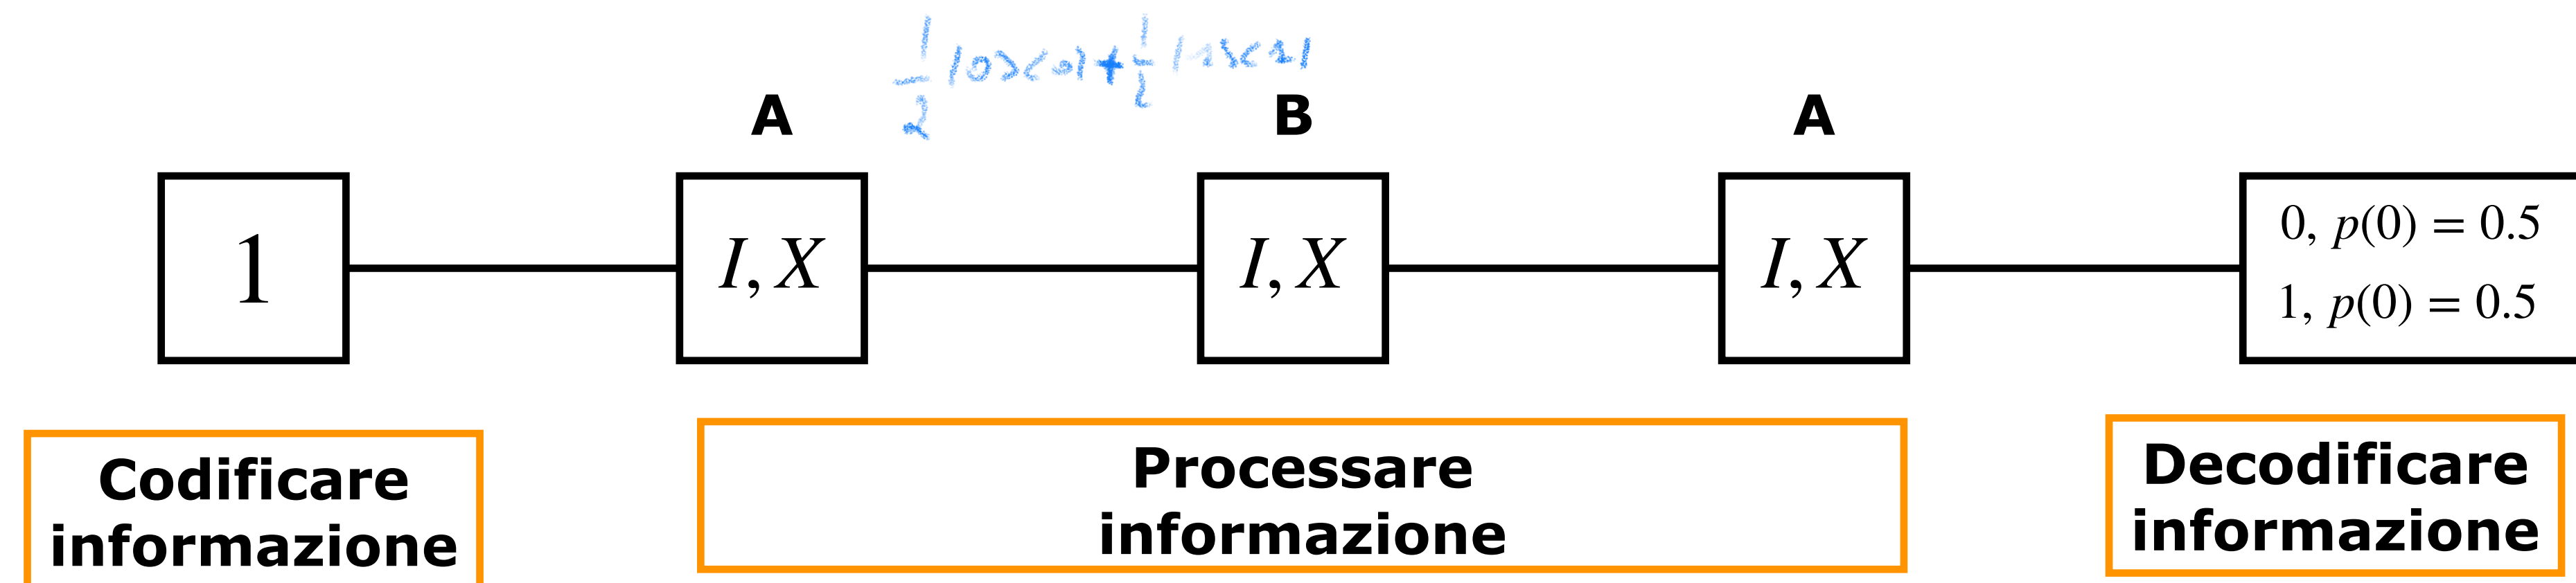 1/2 |0><0| + 1/2 |1><1|
A
B
A
1
I, X
I, X
I, X
0, p(0) = 0.5
1, p(0) = 0.5
Codificare
informazione
Processare
informazione
Decodificare
informazione